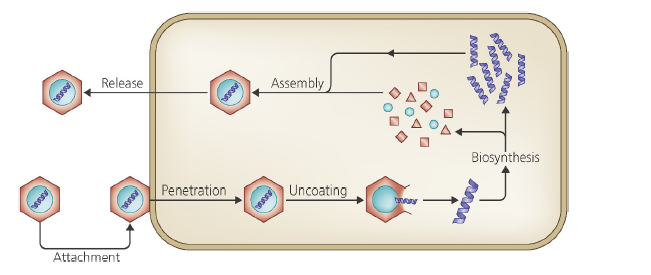 Release
Assembly
Biosynthesis
Penetration
Uncoating
Attachment